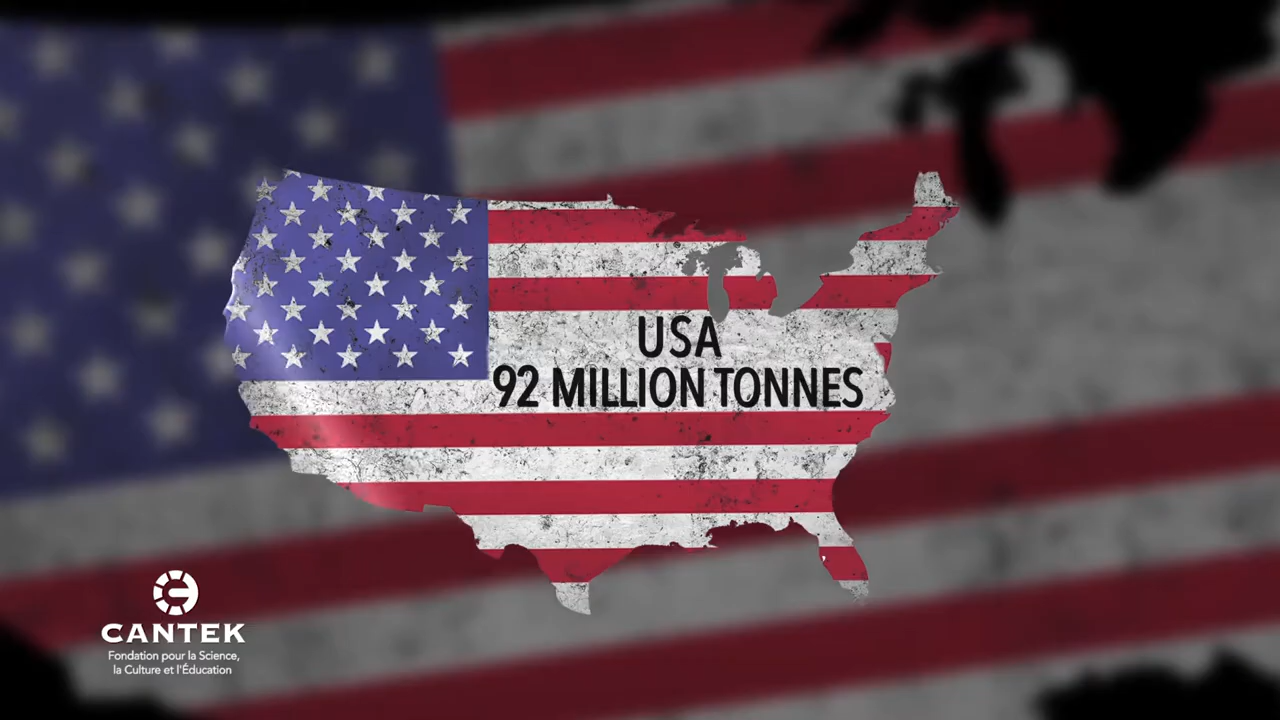 USA
92 MILLION TONNES
CANTEK
Fondation pour la Science,
la Culture et l'Éducation